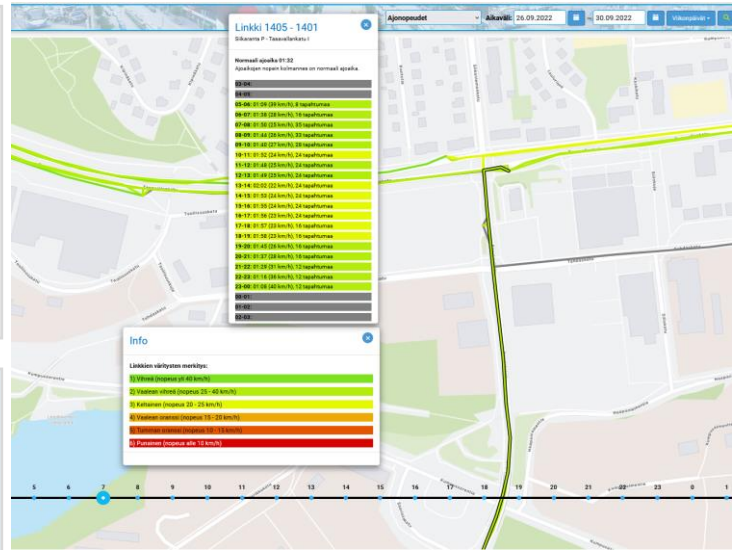 Ajonopeudet
Aikaväli: 26.09.2022 - 30.09.2022 Viikonpäivät
Linkki 1405 - 1401
Siikaranta P - Tasavallankatu I
Normaali ajoaika 01:32
Ajoaikojen nopein kolmannes on normaali ajoaika.
03-04:
04-05:
05-06: 01:09 (39 km/h), 8 tapahtumaa
06-07: 01:38 (28 km/h), 16 tapahtumaa
07-08: 01:50 (25 km/h), 35 tapahtumaa
08-09: 01:44 (26 km/h), 33 tapahtumaa
09-10: 01:40 (27 km/h), 28 tapahtumaa
10-11: 01:52 (24 km/h), 24 tapahtumaa
11-12: 01:48 (25 km/h), 24 tapahtumaa
12-13: 01:49 (25 km/h), 24 tapahtumaa
13-14: 02:02 (22 km/h), 24 tapahtumaa
14-15: 01:53 (24 km/h), 24 tapahtumaa
15-16: 01:55 (24 km/h), 24 tapahtumaa
16-17: 01:56 (23 km/h), 24 tapahtumaa
17-18: 01:57 (23 km/h), 16 tapahtumaa
18-19: 01:58 (23 km/h), 16 tapahtumaa
19-20: 01:45 (26 km/h), 16 tapahtumaa
20-21: 01:37 (28 km/h), 16 tapahtumaa
21-22: 01:29 (31 km/h), 12 tapahtumaa
22-23: 01:16 (36 km/h), 12 tapahtumaa
23-00: 01:08 (40 km/h), 12 tapahtumaa
00-01:
01-02:
02-03:
Info
Linkkien väritysten merkitys:
1) Vihreä (nopeus yli 40 km/h)
2) Vaalean vihreä (nopeus 25 - 40 km/h)
3) Keltainen (nopeus 20 - 25 km/h)
4) Vaalean oranssi (nopeus 15 - 20 km/h)
5) Tumman oranssi (nopeus 10 - 15 km/h)
6) Punainen (nopeus alle 10 km/h)
5 6 7 8 9 10 11 12 13 14 15 16 17 18 19 20 21 22 23 0 1